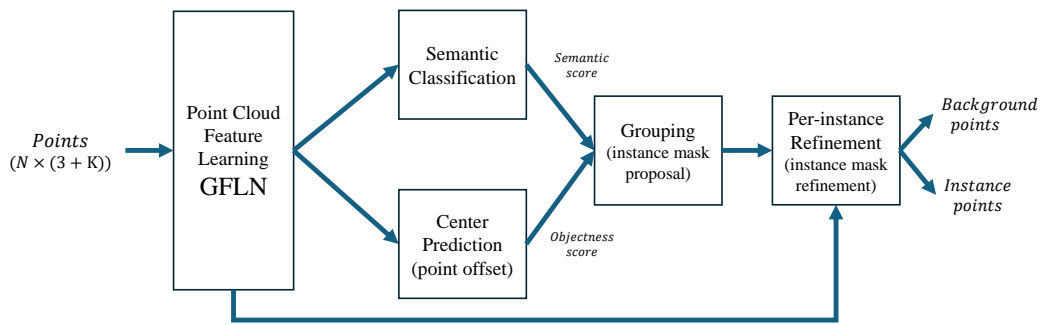 Points
(N × (3 + K))
Point Cloud
Feature
Learning
GFLN
Semantic
Classification
Center
Prediction
(point offset)
Semantic
score
Objectness
score
Grouping
(instance mask
proposal)
Per-instance
Refinement
(instance mask
refinement)
Background
points
Instance
points